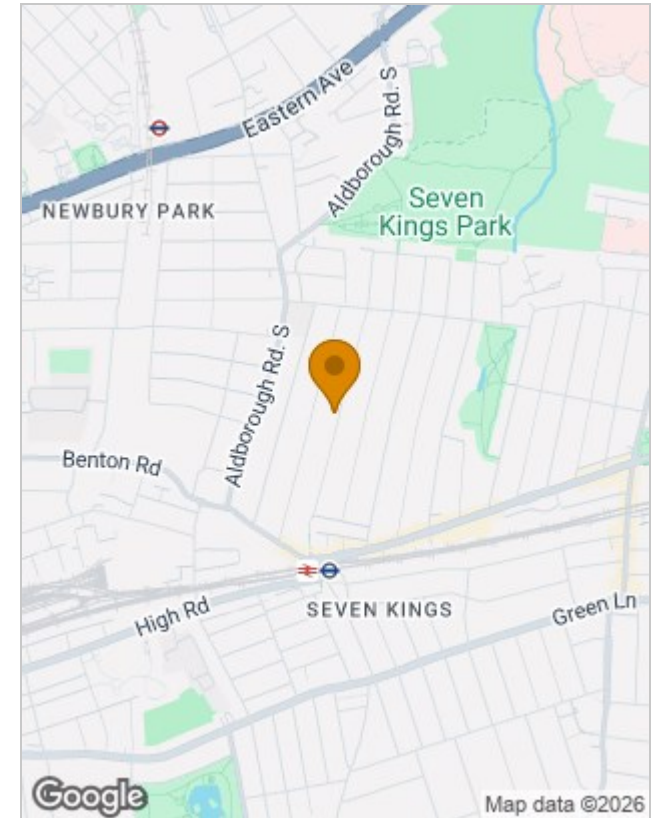 Eastern Ave
Aldborough Rd. S
NEWBURY PARK
Seven
Kings Park
Aldborough Rd. S
Benton Rd
SEVEN KINGS
High Rd
Green Ln
Google
Map data ©2026